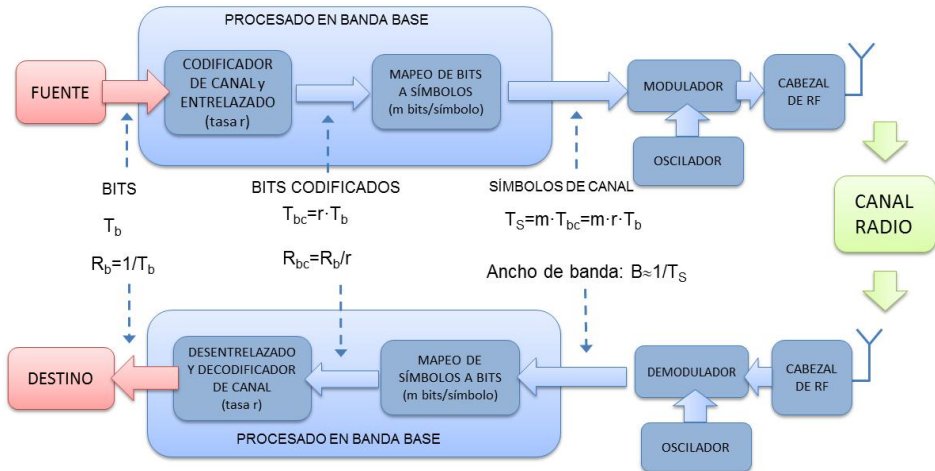 PROCESADO EN BANDA BASE
FUENTE
CODIFICADOR
DE CANAL y
ENTRELAZADO
(tasa r)
MAPEO DE BITS
A SÍMBOLOS
(m bits/símbolo)
MODULADOR
CABEZAL
DE RF
OSCILADOR
BITS
BITS CODIFICADOS
SÍMBOLOS DE CANAL
CANAL
RADIO
T_b
T_bc=r·T_b
T_S=m·T_bc=m·r·T_b
R_b=1/T_b
R_bc=R_b/r
Ancho de banda: B≈1/T_S
DESTINO
DESENTRELAZADO
Y DECODIFICADOR
DE CANAL
(tasa r)
MAPEO DE
SÍMBOLOS A BITS
(m bits/símbolo)
DEMODULADOR
CABEZAL
DE RF
OSCILADOR
PROCESADO EN BANDA BASE